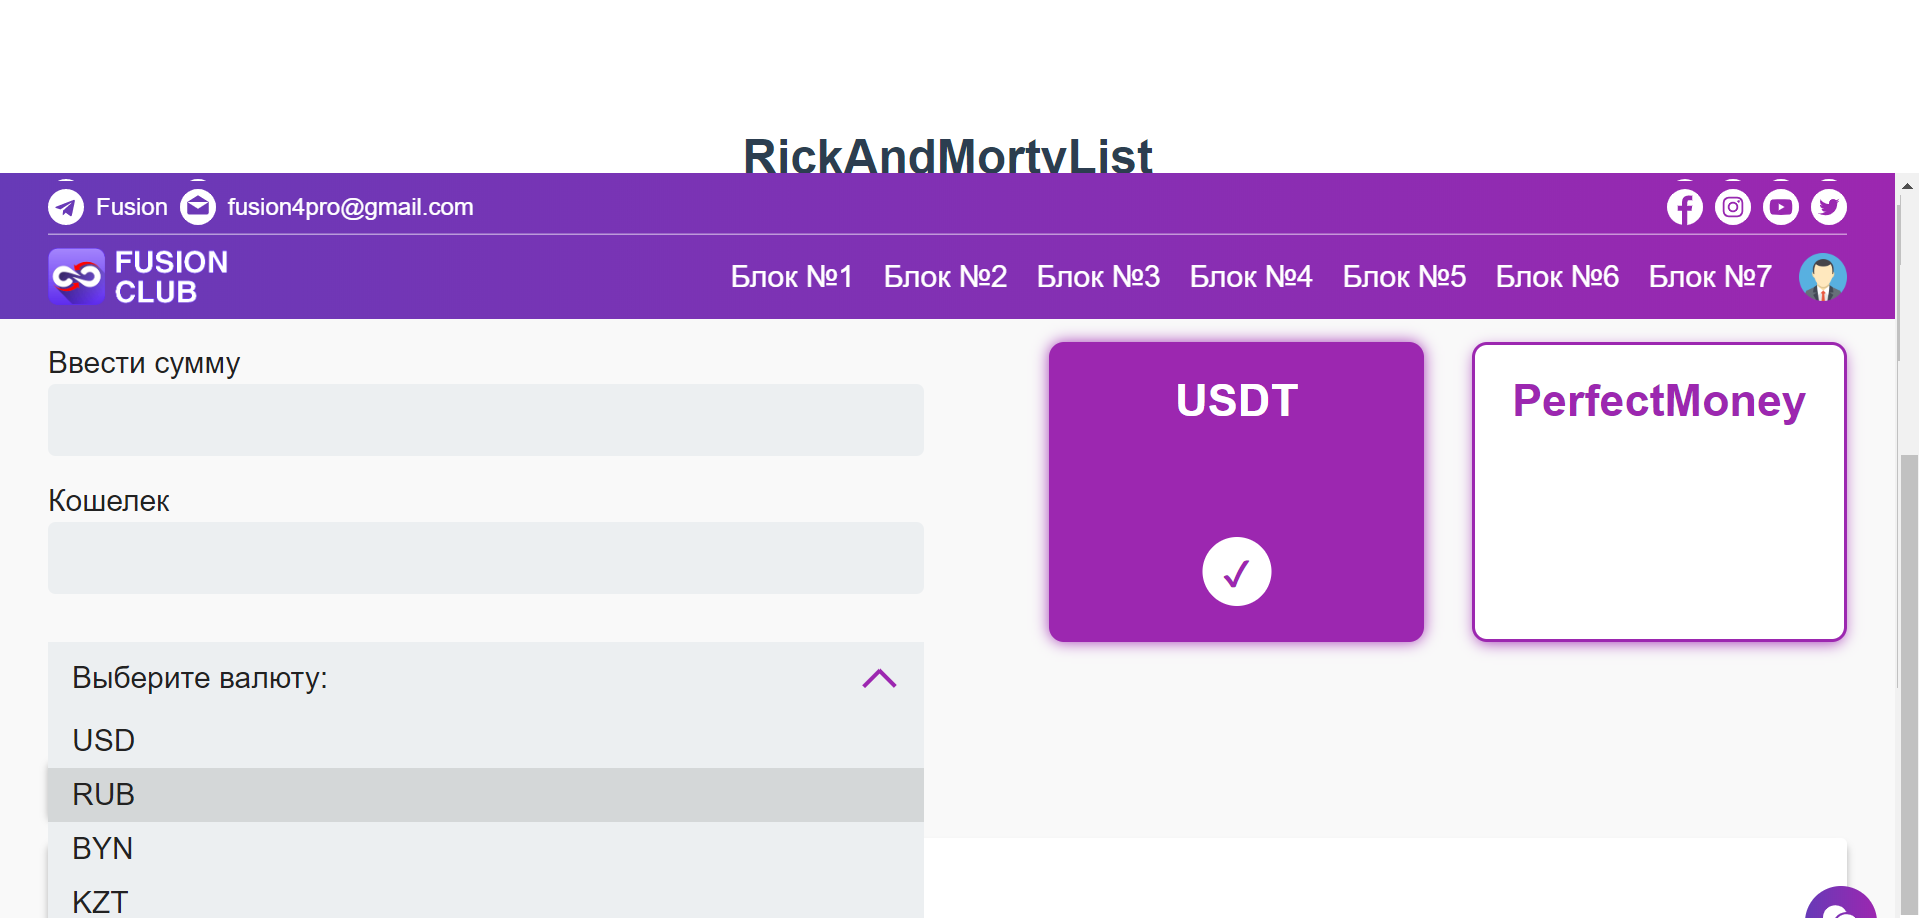 RickAndMortyList
Fusion fusion4pro@gmail.com
FUSION
CLUB
Блок №1 Блок №2 Блок №3 Блок №4 Блок №5 Блок №6 Блок №7
Ввести сумму
Кошелек
USDT
PerfectMoney
Выберите валюту:
USD
RUB
BYN
KZT